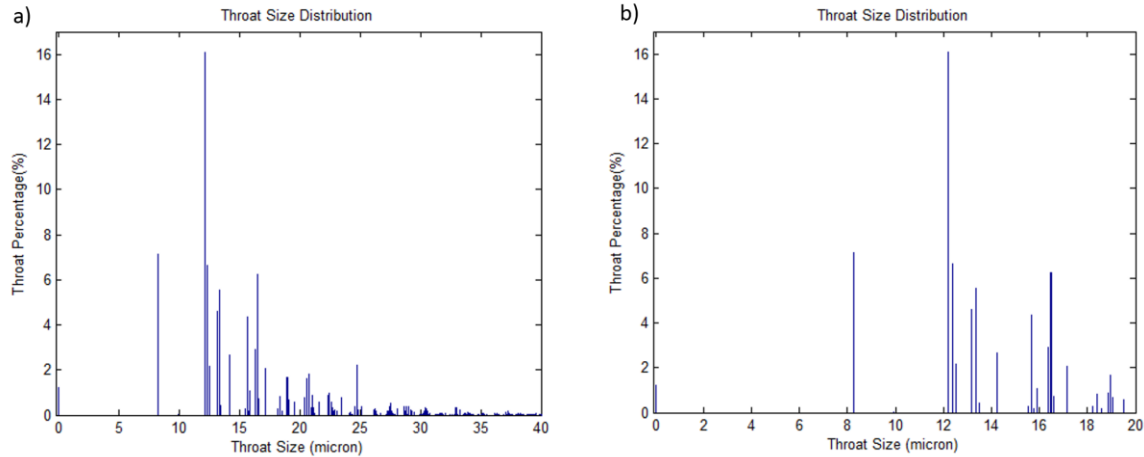 a)
Throat Size Distribution
Throat Percentage(%)
16
14
12
10
8
6
4
2
0
0 5 10 15 20 25 30 35 40
Throat Size (micron)
b)
Throat Size Distribution
Throat Percentage(%)
16
14
12
10
8
6
4
2
0
0 2 4 6 8 10 12 14 16 18 20
Throat Size (micron)